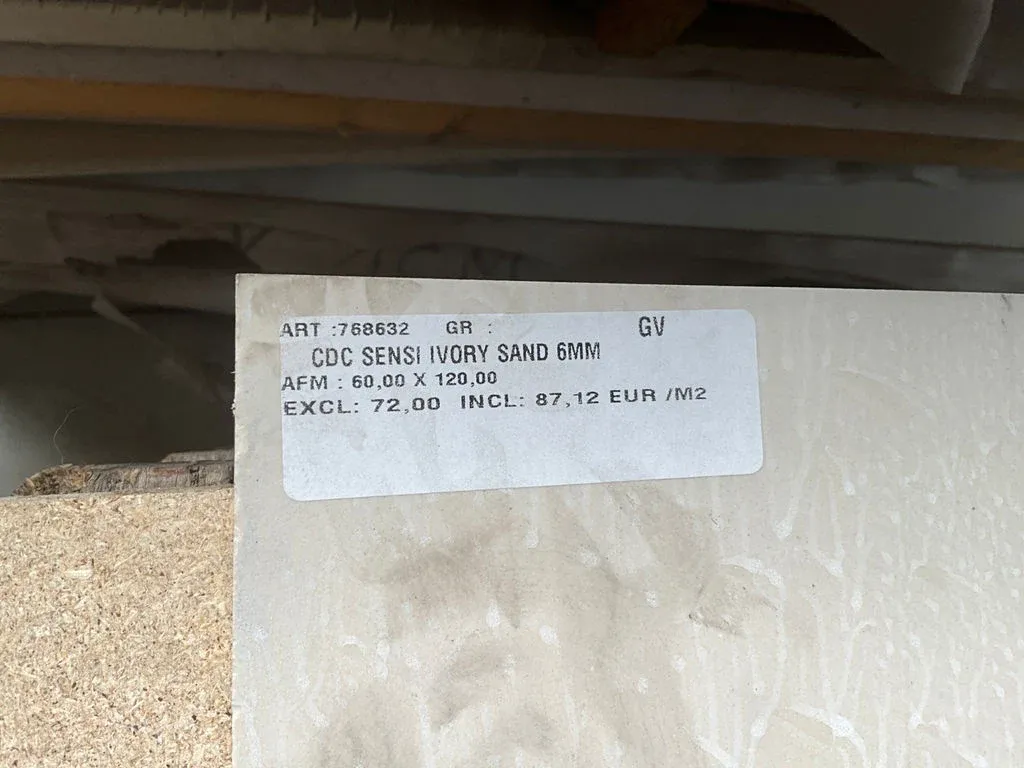 ART :768632 GR : GV
CDC SENSI IVORY SAND 6MM
AFM : 60,00 X 120,00
EXCL: 72,00 INCL: 87,12 EUR /M2